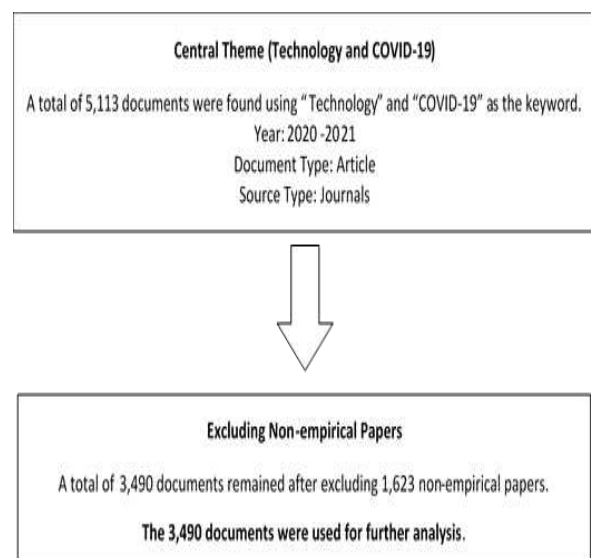 Central Theme (Technology and COVID-19)
A total of 5,113 documents were found using "Technology" and "COVID-19" as the keyword.
Year: 2020 -2021
Document Type: Article
Source Type: Journals
Excluding Non-empirical Papers
A total of 3,490 documents remained after excluding 1,623 non-empirical papers.
The 3,490 documents were used for further analysis.